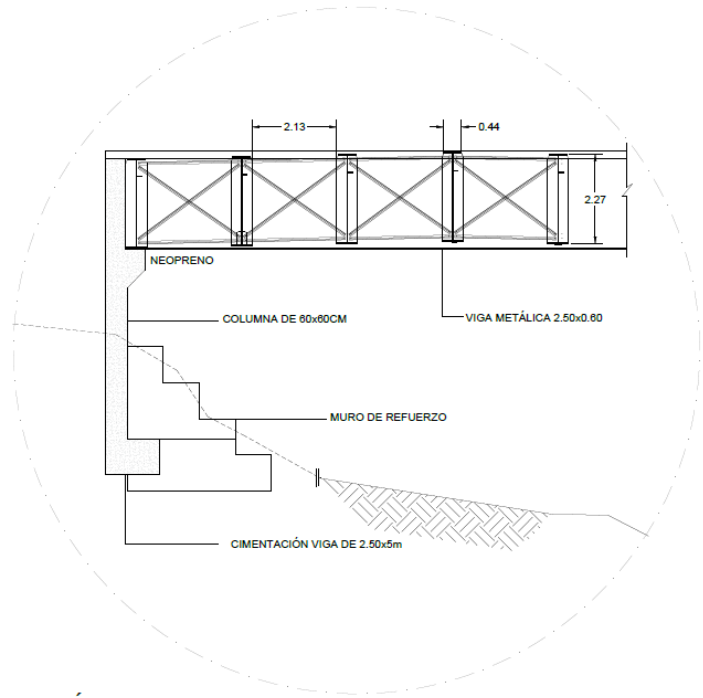 2.13
0.44
2.27
NEOPRENO
COLUMNA DE 60x60CM
VIGA METÁLICA 2.50x0.60
MURO DE REFUERZO
CIMENTACIÓN VIGA DE 2.50x5m